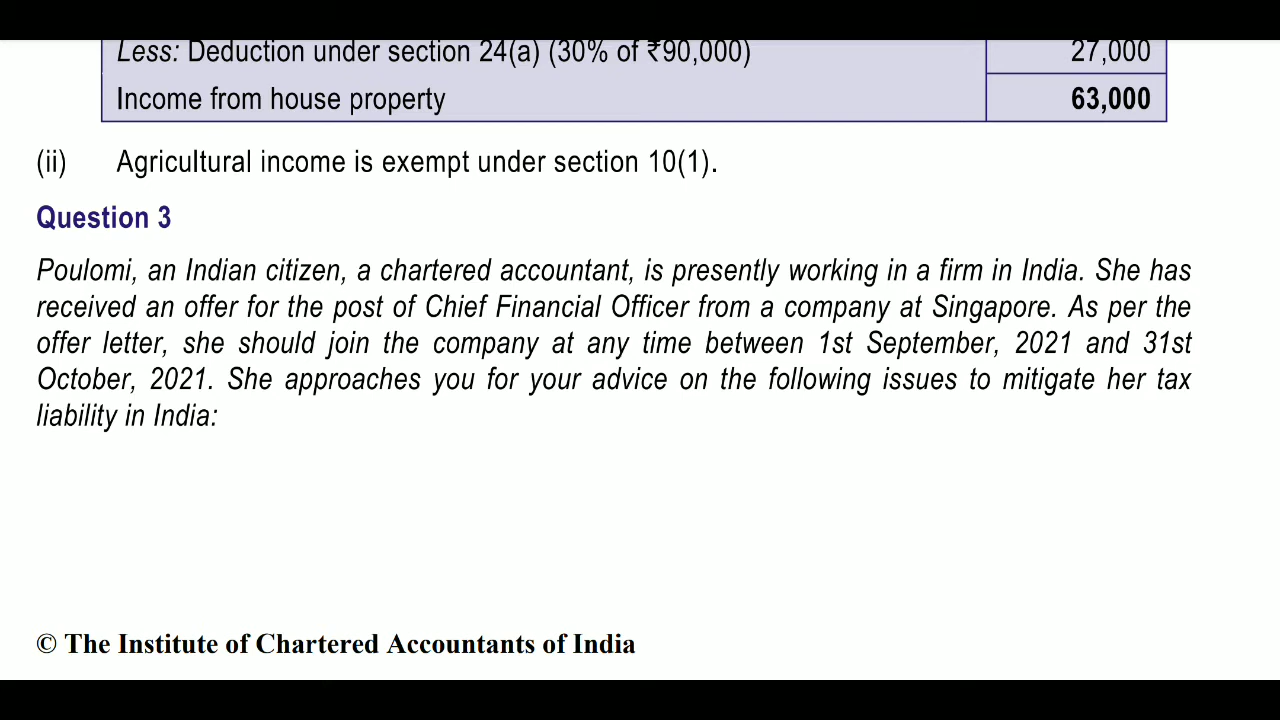 Less: Deduction under section 24(a) (30% of ₹90,000) 27,000
Income from house property 63,000
(ii) Agricultural income is exempt under section 10(1).
Question 3
Poulomi, an Indian citizen, a chartered accountant, is presently working in a firm in India. She has
received an offer for the post of Chief Financial Officer from a company at Singapore. As per the
offer letter, she should join the company at any time between 1st September, 2021 and 31st
October, 2021. She approaches you for your advice on the following issues to mitigate her tax
liability in India:
© The Institute of Chartered Accountants of India